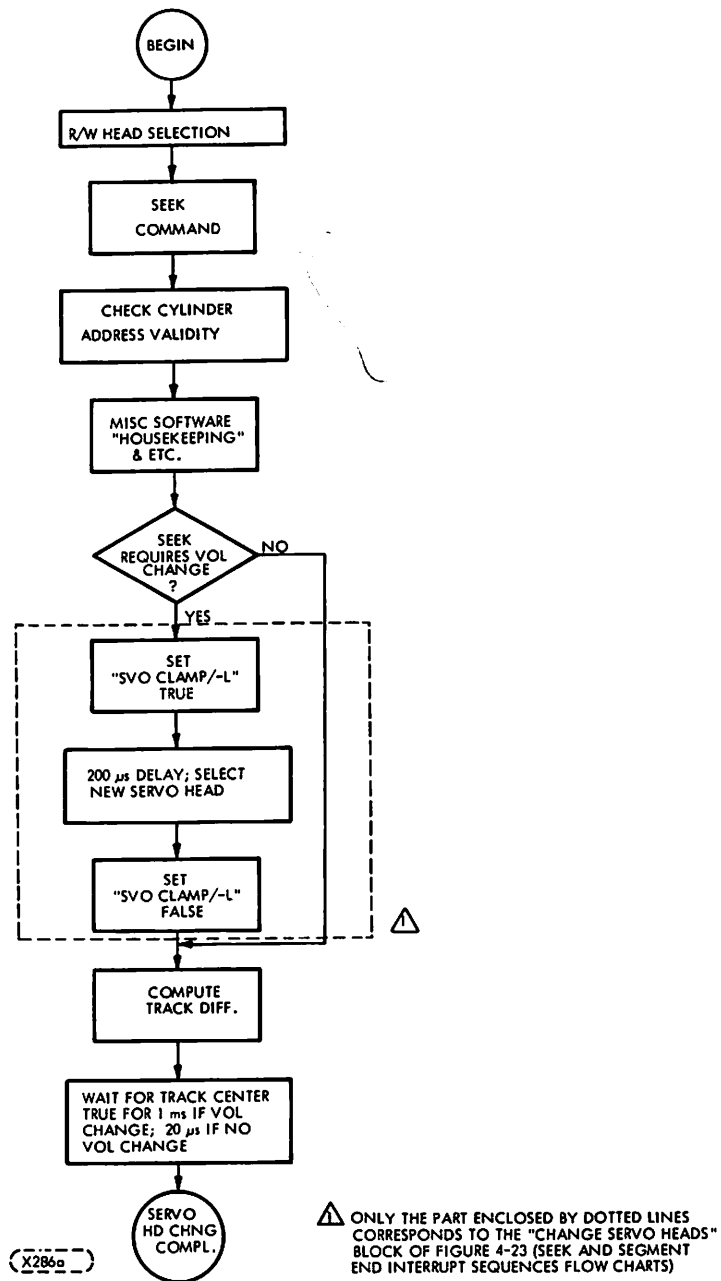 BEGIN
R/W HEAD SELECTION
SEEK
COMMAND
CHECK CYLINDER
ADDRESS VALIDITY
MISC SOFTWARE
"HOUSEKEEPING"
& ETC.
SEEK
REQUIRES VOL
CHANGE
?
NO
YES
SET
"SVO CLAMP/-L"
TRUE
200 µs DELAY; SELECT
NEW SERVO HEAD
SET
"SVO CLAMP/-L"
FALSE
1
COMPUTE
TRACK DIFF.
WAIT FOR TRACK CENTER
TRUE FOR 1 ms IF VOL
CHANGE; 20 µs IF NO
VOL CHANGE
SERVO
HD CHNG
COMPL.
1 ONLY THE PART ENCLOSED BY DOTTED LINES
CORRESPONDS TO THE "CHANGE SERVO HEADS"
BLOCK OF FIGURE 4-23 (SEEK AND SEGMENT
END INTERRUPT SEQUENCES FLOW CHARTS)
X286a